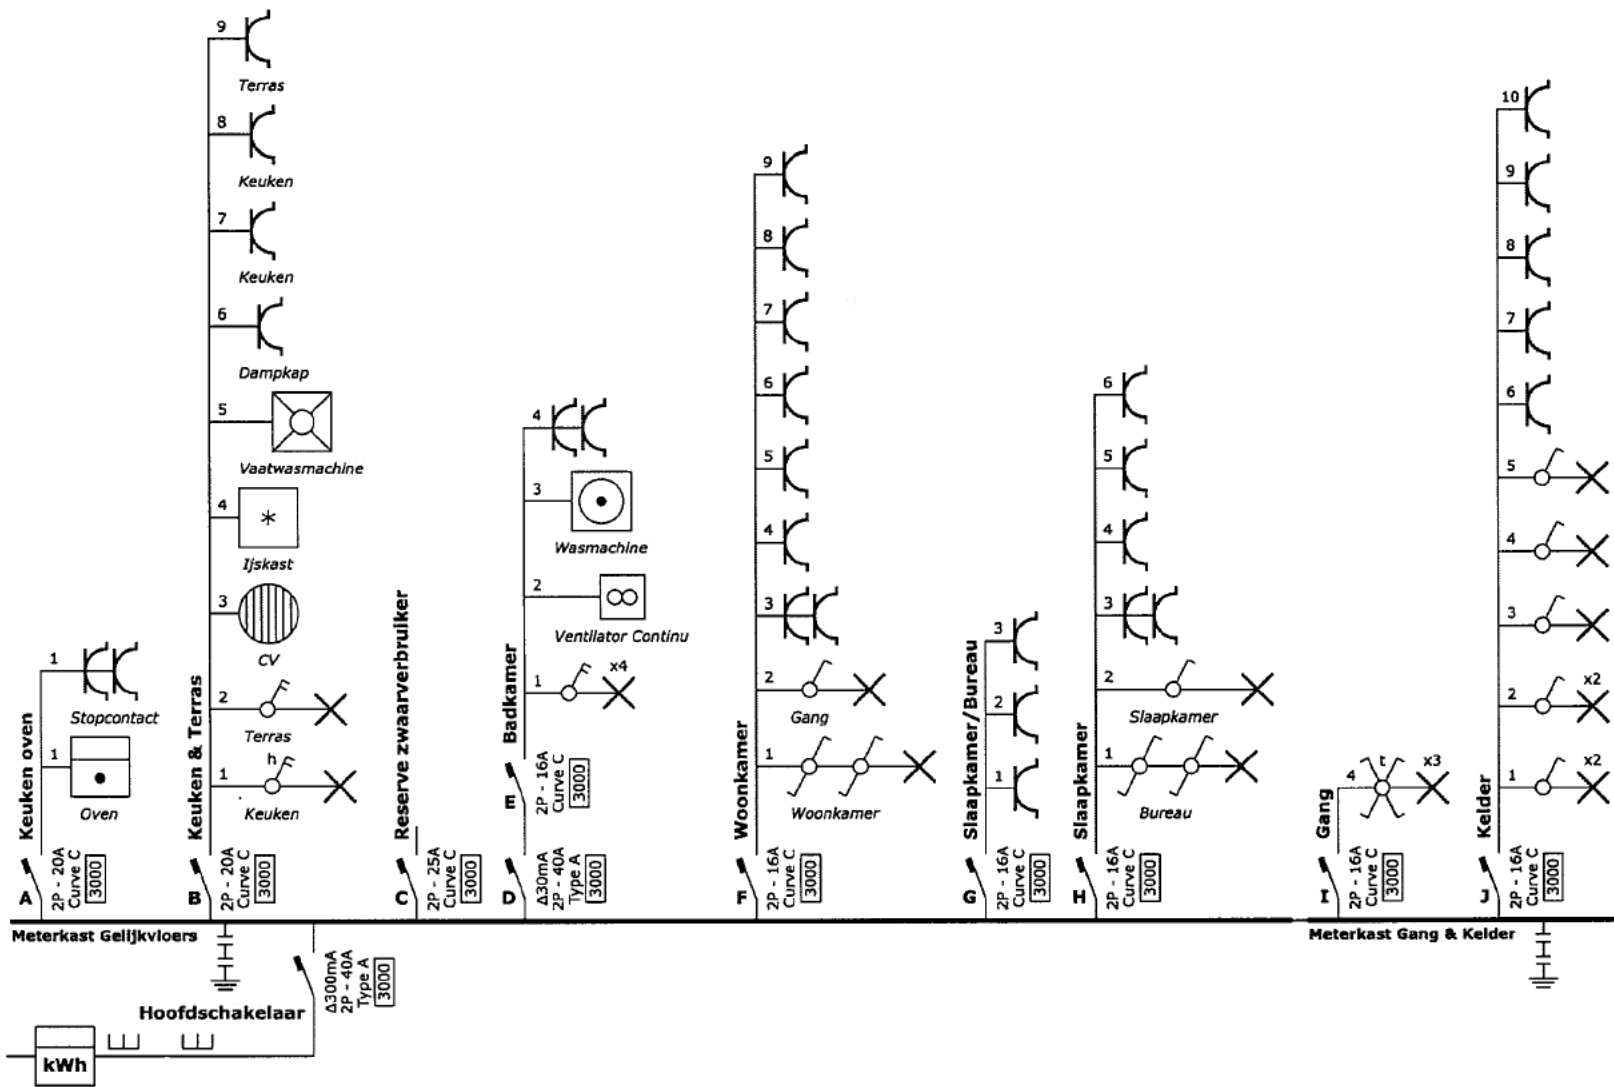 9
Terras
8
Keuken
7
Keuken
6
Dampkap
5
Vaatwasmachine
4
Ijskast
3
CV
2
Terras
1
h
Keuken
Keuken & Terras
B
2P - 20A
Curve C
3000
1
Stopcontact
1
Oven
Keuken oven
A
2P - 20A
Curve C
3000
Reserve zwaarverbruiker
C
2P - 25A
Curve C
3000
4
3
Wasmachine
2
Ventilator Continu
1
x4
Badkamer
E
2P - 16A
Curve C
3000
D
Δ30mA
2P - 40A
Type A
3000
9
8
7
6
5
4
3
2
Gang
1
Woonkamer
Woonkamer
F
2P - 16A
Curve C
3000
3
2
1
Slaapkamer/Bureau
G
2P - 16A
Curve C
3000
6
5
4
3
2
Slaapkamer
1
Bureau
Slaapkamer
H
2P - 16A
Curve C
3000
4
t
x3
Gang
I
2P - 16A
Curve C
3000
10
9
8
7
6
5
4
3
2
x2
1
x2
Kelder
J
2P - 16A
Curve C
3000
Meterkast Gelijkvloers
Meterkast Gang & Kelder
Δ300mA
2P - 40A
Type A
3000
Hoofdschakelaar
kWh